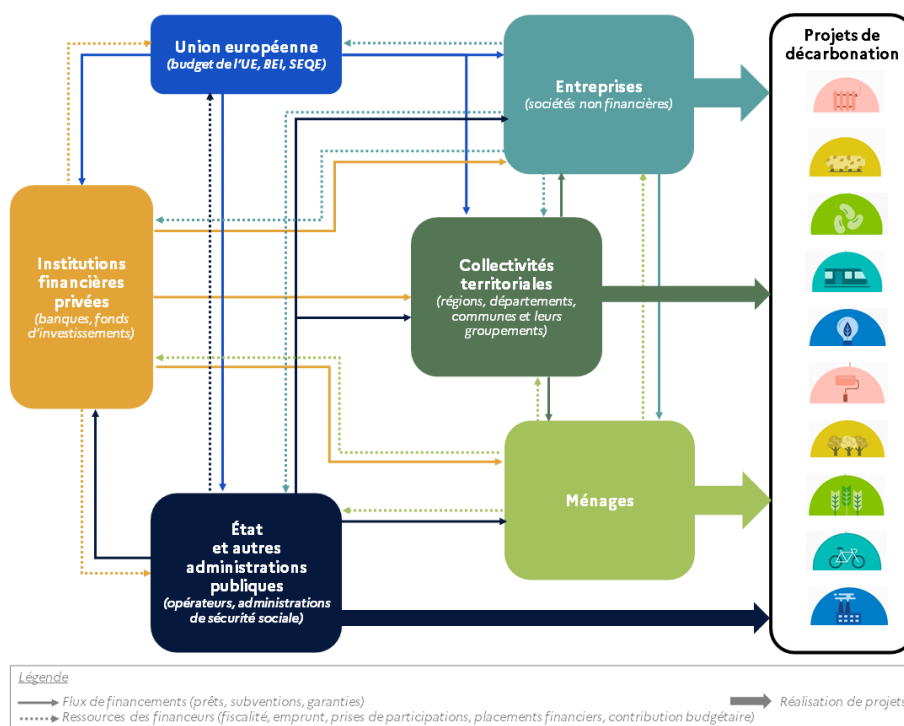 Union européenne
(budget de l'UE, BEI, SEQE)
Entreprises
(sociétés non financières)
Projets de
décarbonation
Institutions
financières
privées
(banques, fonds
d'investissements)
Collectivités
territoriales
(régions, départements,
communes et leurs
groupements)
Ménages
État
et autres
administrations
publiques
(opérateurs, administrations
de sécurité sociale)
Légende
Flux de financements (prêts, subventions, garanties)
Réalisation de projets
Ressources des financeurs (fiscalité, emprunt, prises de participations, placements financiers, contribution budgétaire)